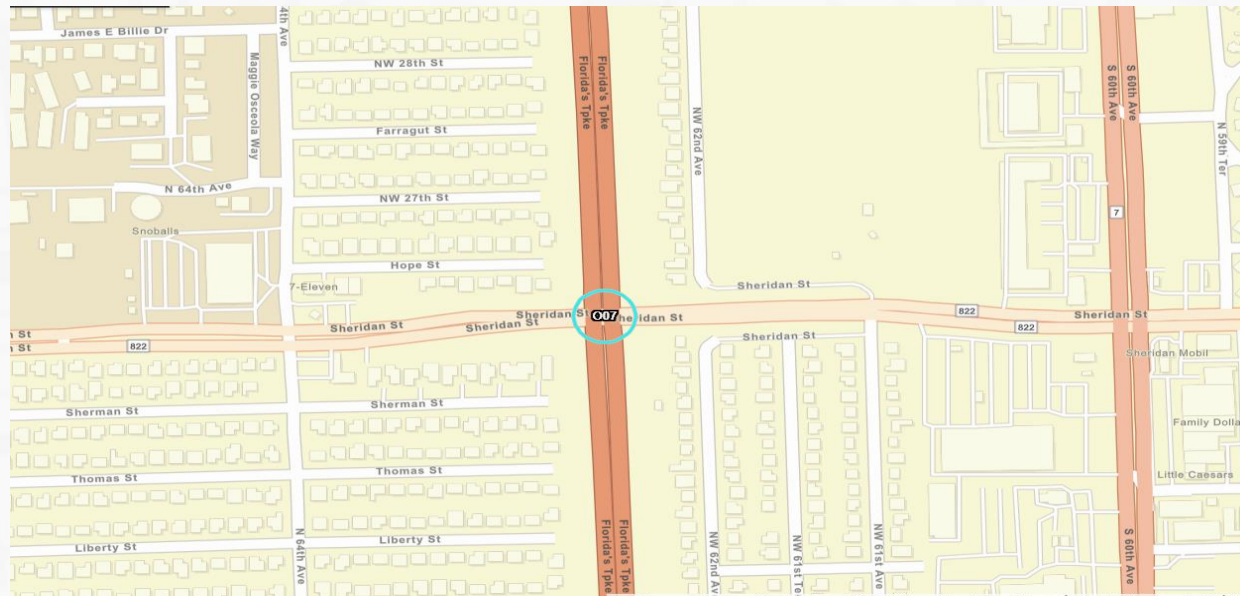 James E Billie Dr
4th Ave
Maggie Osceola Way
NW 28th St
Florida's Tpke
Florida's Tpke
S 60th Ave
S 60th Ave
Farragut St
NW 62nd Ave
N 59th Ter
N 64th Ave
NW 27th St
7
Snoballs
Hope St
7-Eleven
Sheridan St
Sheridan St
O07
heridan St
822
Sheridan St
Sheridan St
Sheridan St
822
n St
n St
822
Sheridan St
Sheridan Mobil
Sherman St
Sherman St
Family Dolla
Thomas St
Thomas St
Little Caesars
Liberty St
Liberty St
N 64th Ave
Florida's Tpke
Florida's Tpke
NW 62nd Ave
NW 61st Te
NW 61st Ave
S 60th Ave